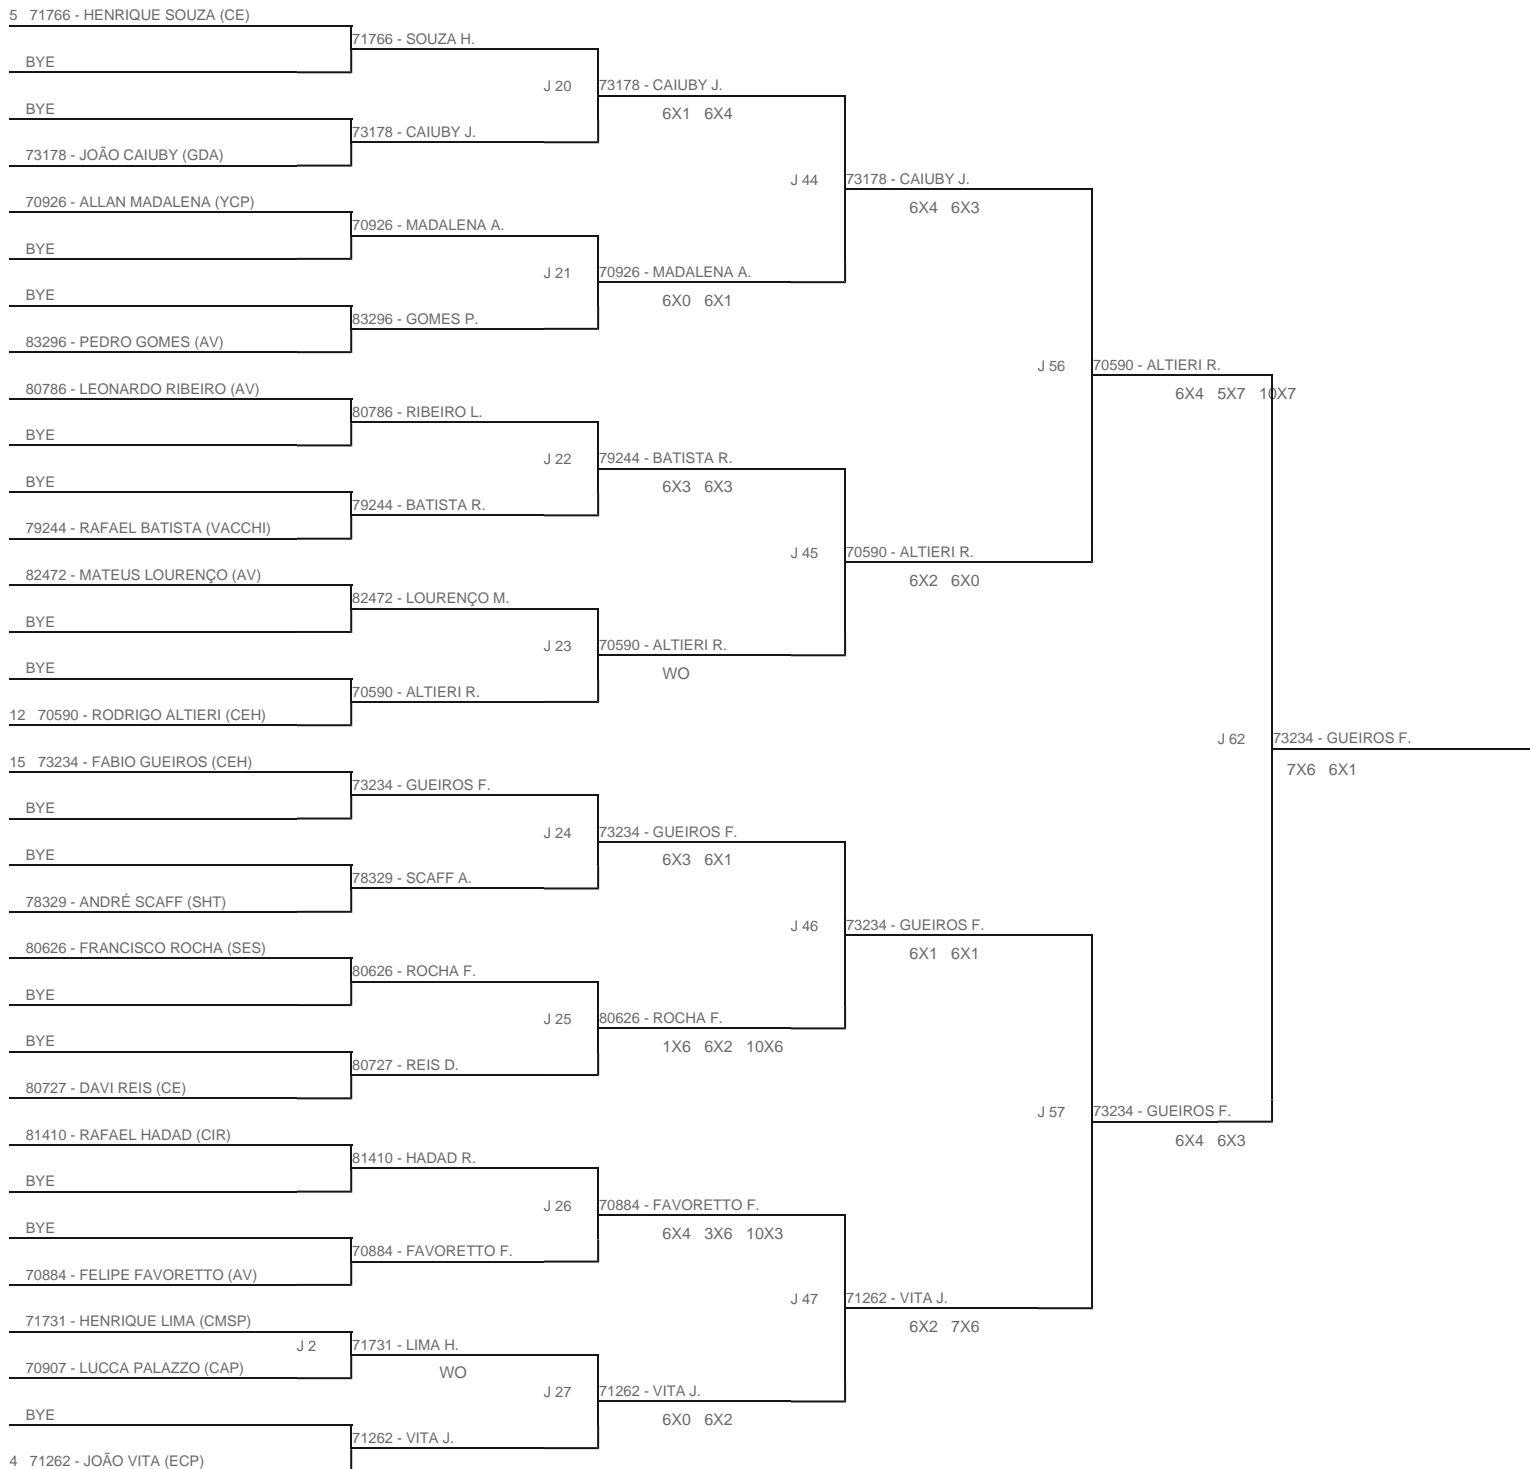 5 71766 - HENRIQUE SOUZA (CE)
71766 - SOUZA H.
BYE
J 20
73178 - CAIUBY J.
BYE
6X1 6X4
73178 - CAIUBY J.
73178 - JOÃO CAIUBY (GDA)
J 44
73178 - CAIUBY J.
70926 - ALLAN MADALENA (YCP)
6X4 6X3
70926 - MADALENA A.
BYE
J 21
70926 - MADALENA A.
BYE
6X0 6X1
83296 - GOMES P.
83296 - PEDRO GOMES (AV)
J 56
70590 - ALTIERI R.
80786 - LEONARDO RIBEIRO (AV)
6X4 5X7 10X7
80786 - RIBEIRO L.
BYE
J 22
79244 - BATISTA R.
BYE
6X3 6X3
79244 - BATISTA R.
79244 - RAFAEL BATISTA (VACCHI)
J 45
70590 - ALTIERI R.
82472 - MATEUS LOURENÇO (AV)
6X2 6X0
82472 - LOURENÇO M.
BYE
J 23
70590 - ALTIERI R.
BYE
WO
70590 - ALTIERI R.
12 70590 - RODRIGO ALTIERI (CEH)
J 62
73234 - GUEIROS F.
15 73234 - FABIO GUEIROS (CEH)
7X6 6X1
73234 - GUEIROS F.
BYE
J 24
73234 - GUEIROS F.
BYE
6X3 6X1
78329 - SCAFF A.
78329 - ANDRÉ SCAFF (SHT)
J 46
73234 - GUEIROS F.
80626 - FRANCISCO ROCHA (SES)
6X1 6X1
80626 - ROCHA F.
BYE
J 25
80626 - ROCHA F.
BYE
1X6 6X2 10X6
80727 - REIS D.
80727 - DAVI REIS (CE)
J 57
73234 - GUEIROS F.
81410 - RAFAEL HADAD (CIR)
6X4 6X3
81410 - HADAD R.
BYE
J 26
70884 - FAVORETTO F.
BYE
6X4 3X6 10X3
70884 - FAVORETTO F.
70884 - FELIPE FAVORETTO (AV)
J 47
71262 - VITA J.
71731 - HENRIQUE LIMA (CMSP)
6X2 7X6
J 2
71731 - LIMA H.
70907 - LUCCA PALAZZO (CAP)
WO
J 27
71262 - VITA J.
BYE
6X0 6X2
71262 - VITA J.
4 71262 - JOÃO VITA (ECP)